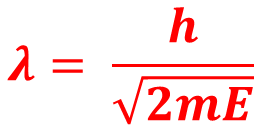 λ = h / √(2mE)